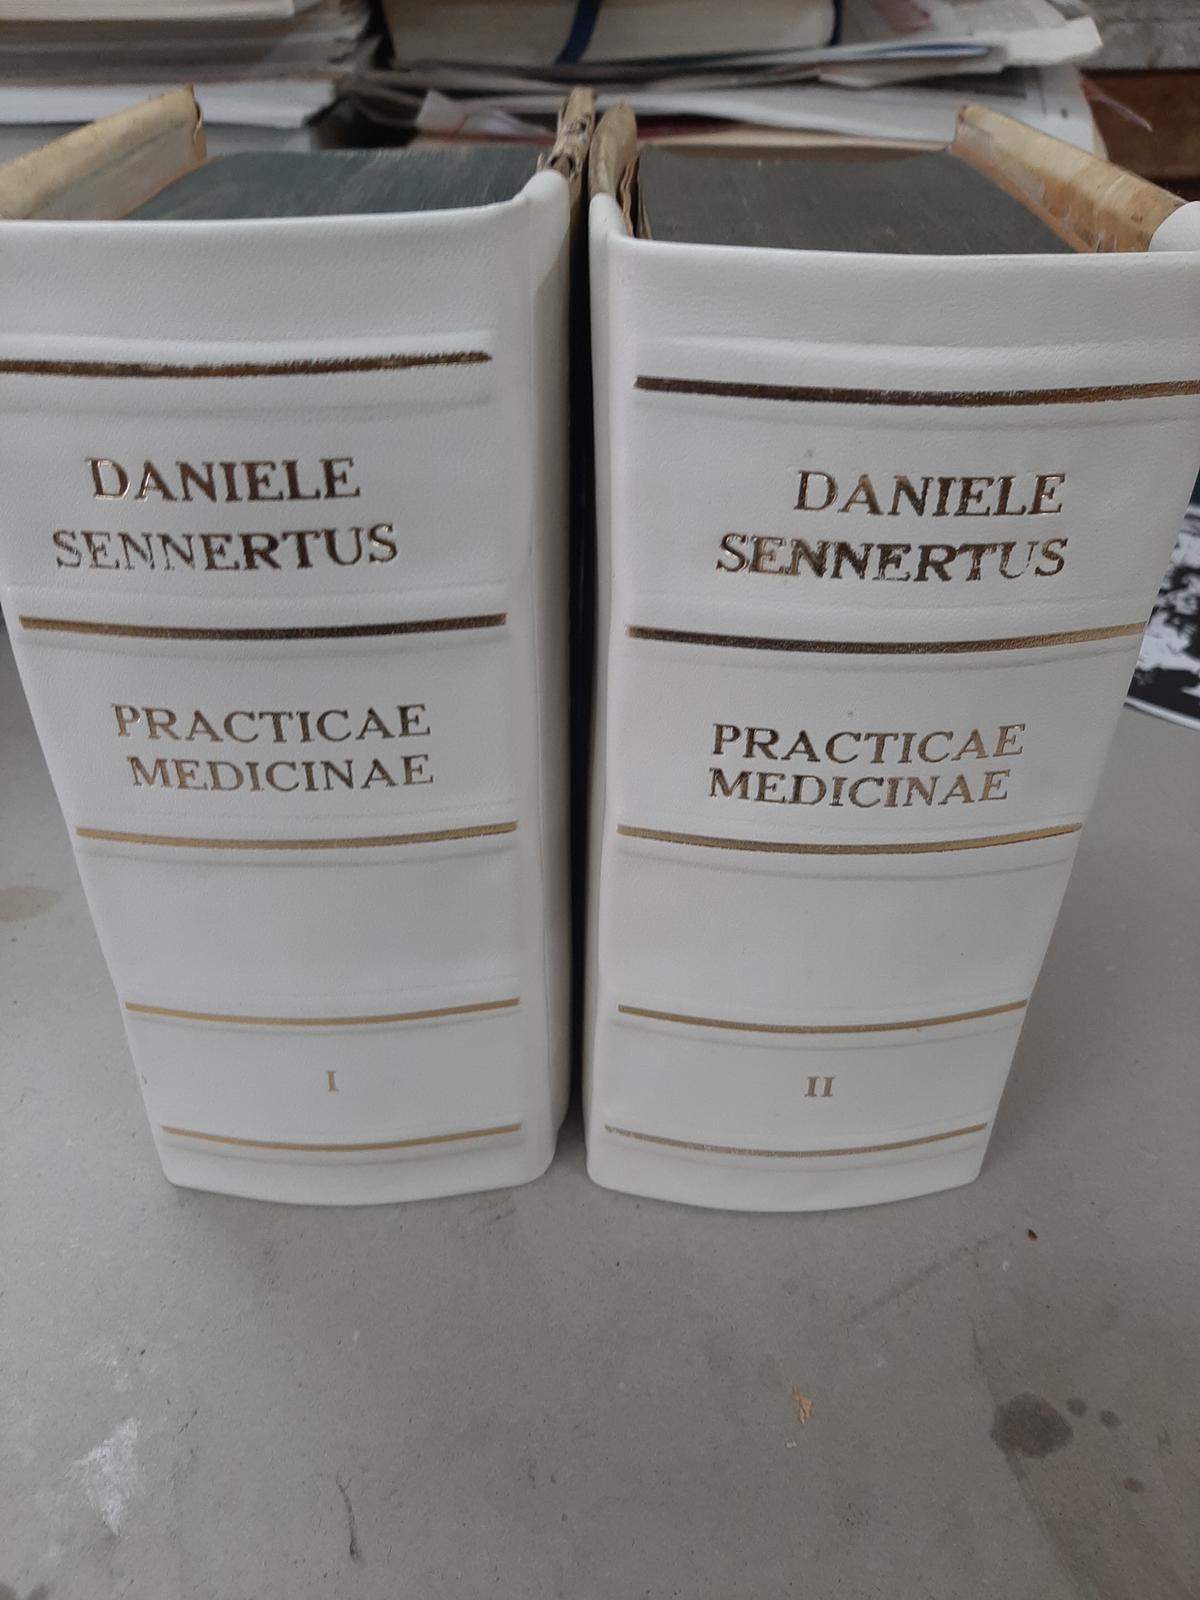 DANIELE
SENNERTUS
PRACTICAE
MEDICINAE
I
DANIELE
SENNERTUS
PRACTICAE
MEDICINAE
II